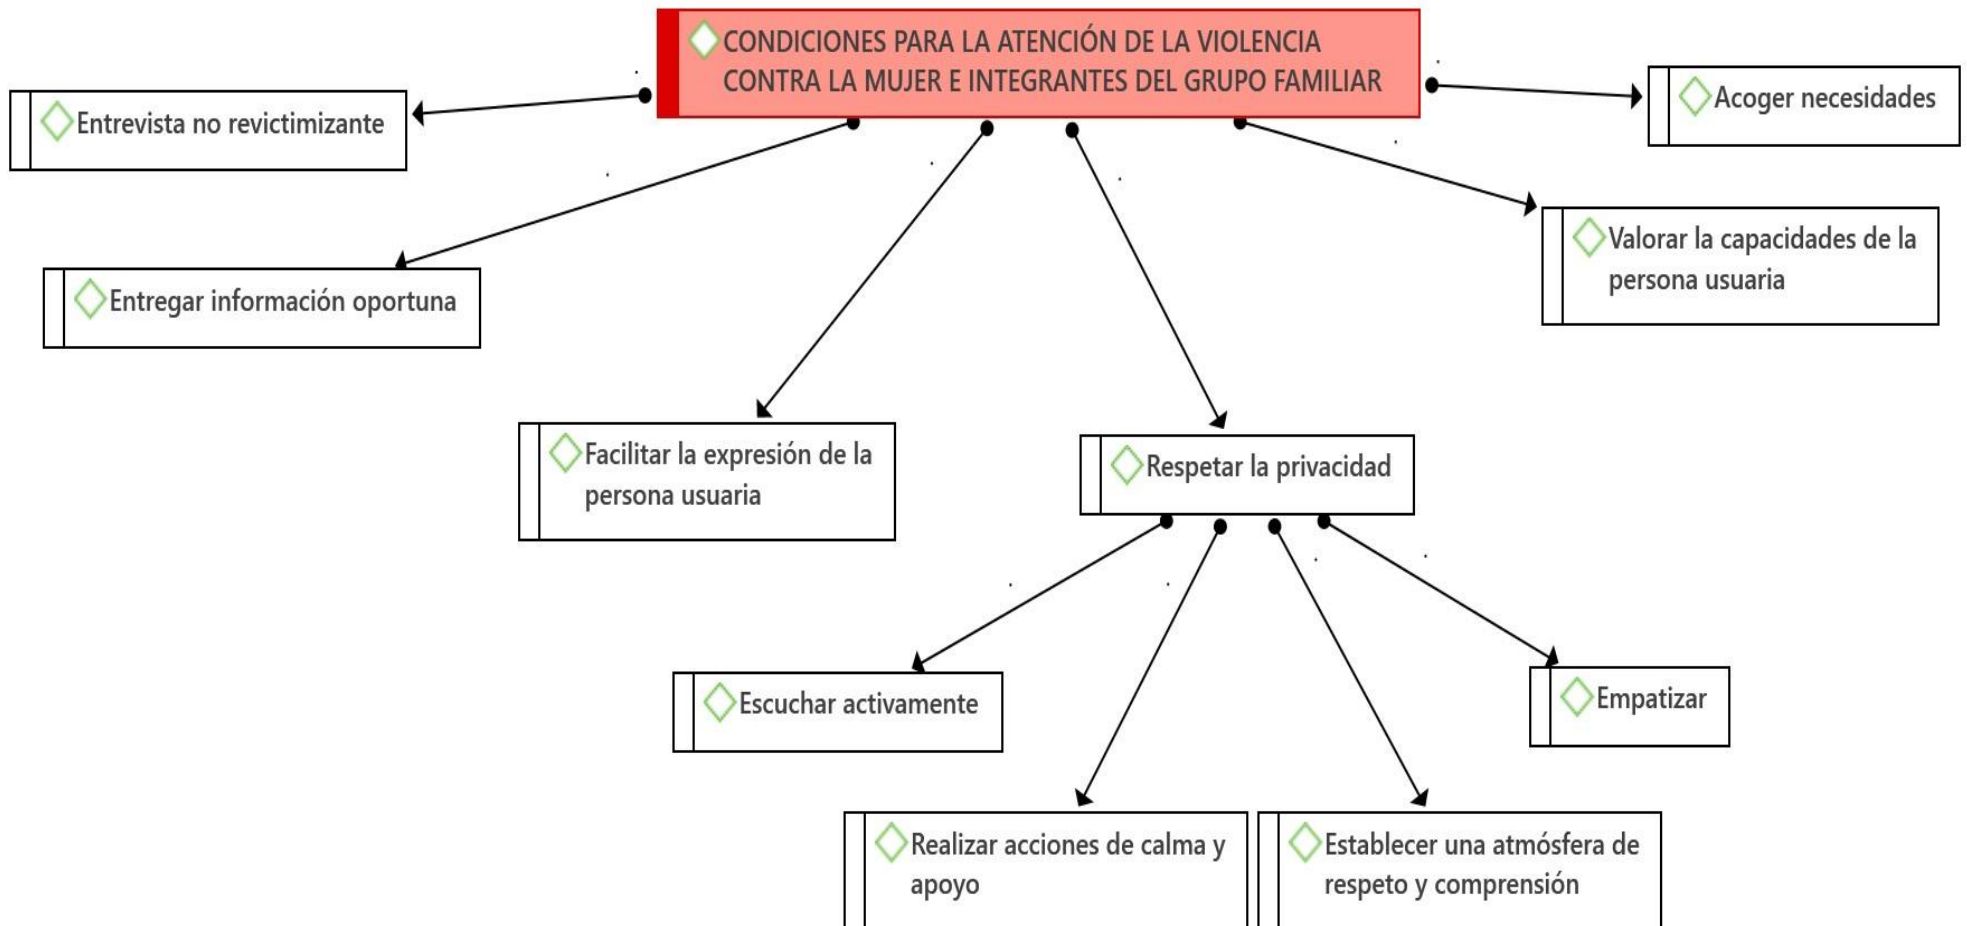 CONDICIONES PARA LA ATENCIÓN DE LA VIOLENCIA
CONTRA LA MUJER E INTEGRANTES DEL GRUPO FAMILIAR
Entrevista no revictimizante
Acoger necesidades
Entregar información oportuna
Valorar la capacidades de la
persona usuaria
Facilitar la expresión de la
persona usuaria
Respetar la privacidad
Escuchar activamente
Empatizar
Realizar acciones de calma y
apoyo
Establecer una atmósfera de
respeto y comprensión